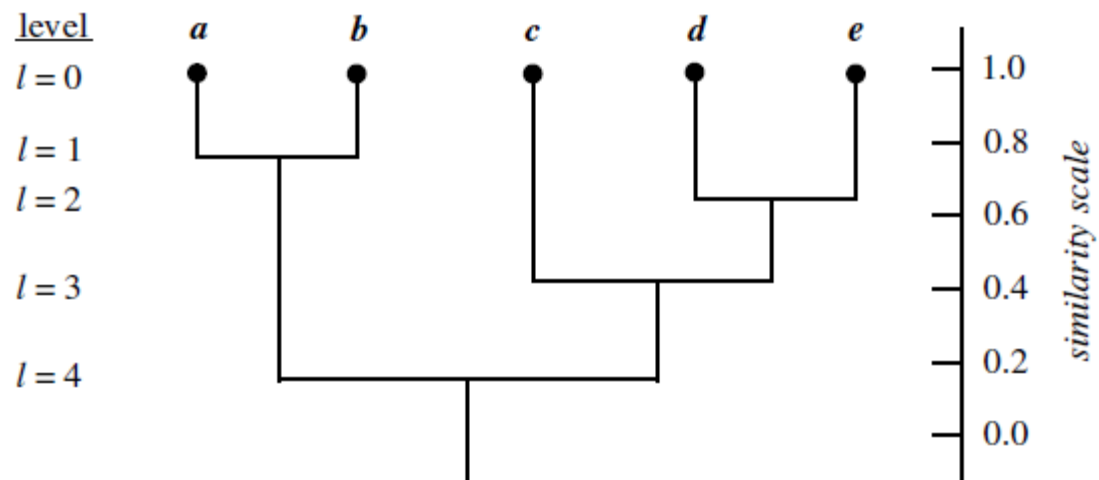 level a b c d e
l = 0 1.0
l = 1 0.8
l = 2 0.6
l = 3 0.4
l = 4 0.2
0.0
similarity scale